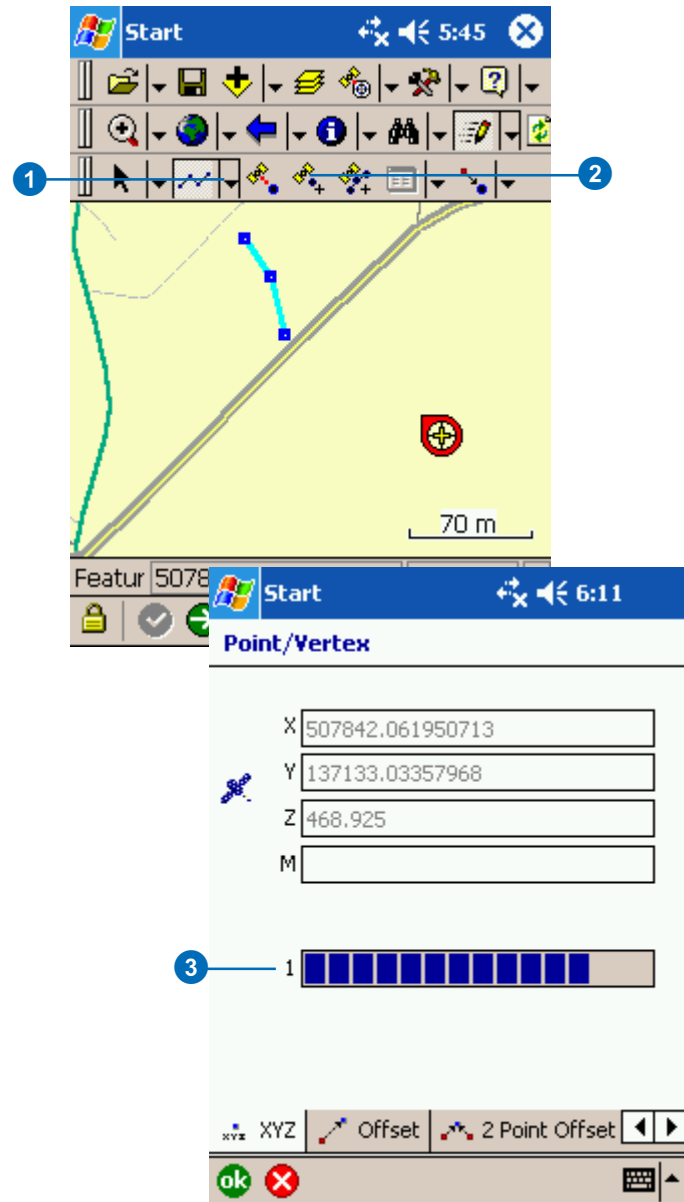 Start 5:45
1
2
70 m
Featur 5078
Start 6:11
Point/Vertex
X 507842.061950713
Y 137133.03357968
Z 468.925
M
3
1
XYZ XYZ Offset 2 Point Offset
ok